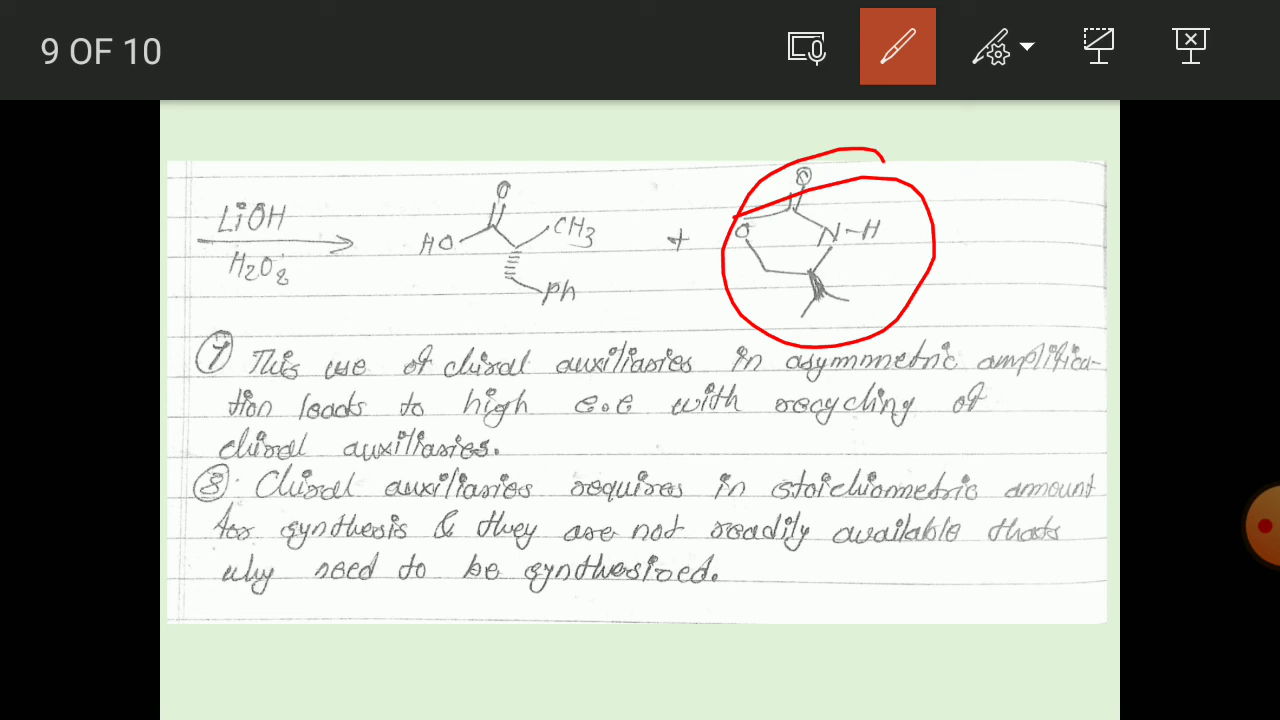 9 OF 10
LiOH
H2O2
O
HO
CH3
Ph
+
O
O
N-H
⑦ This use of chiral auxiliaries in asymmetric amplifica-
tion leads to high e.e with recycling of
chiral auxiliaries.
⑧. Chiral auxiliaries requires in stoichiometric amount
for synthesis & they are not readily available thats
why need to be synthesized.